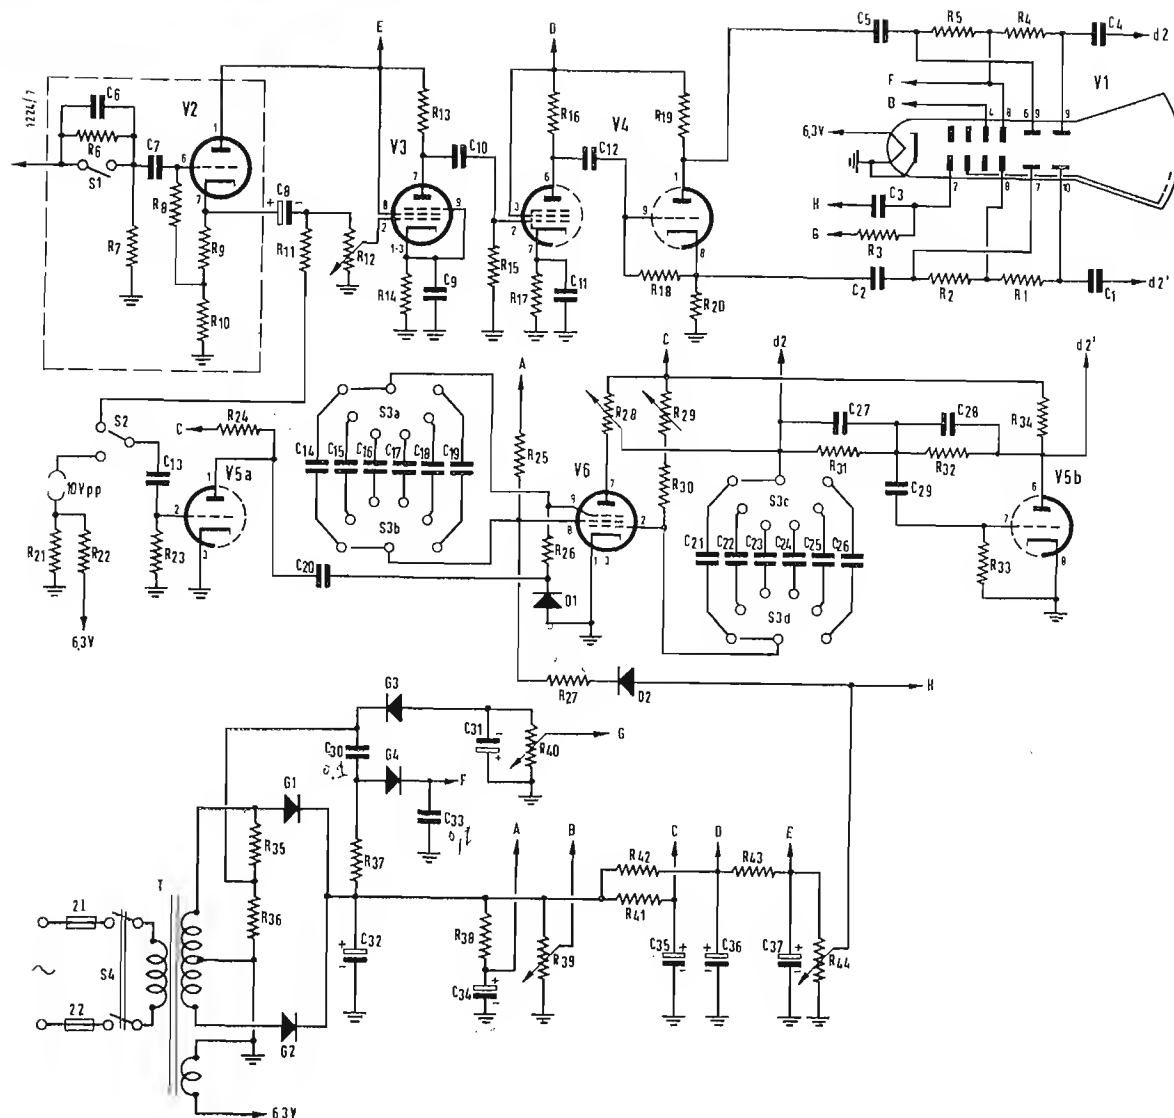 E
D
C5
R5
R4
C4
d2
1224/7
C6
V2
R6
C7
S1
R13
V3
C10
R16
V4
C12
R19
F
B
V1
6,3V
4
8
6
9
9
1
6
7
R8
R7
R9
R10
C8
+
-
R11
R12
7
8
2
9
1-3
R14
C9
R15
6
3
2
7
R17
C11
1
9
8
R18
R20
C3
H
G
R3
2
8
7
10
C2
R2
R1
C1
d2'
S2
C
R24
10Vpp
C13
V5a
1
2
3
R21
R22
R23
6,3V
S3a
C14
C15
C16
C17
C18
C19
S3b
C20
A
R25
R26
D1
C
R28
R29
V6
7
9
8
2
1-3
R30
d2
S3c
C21
C22
C23
C24
C25
C26
S3d
C27
C28
R31
R32
C29
R33
R34
d2'
V5b
6
7
8
R27
D2
H
G3
C30
0,1
G4
F
C33
0,1
C31
-
+
R40
G
G1
R35
R36
R37
C32
+
-
G2
T
21
22
S4
~
6,3V
A
R38
C34
+
-
B
R39
R42
R41
C
D
R43
E
C35
+
-
C36
+
-
C37
+
-
R44